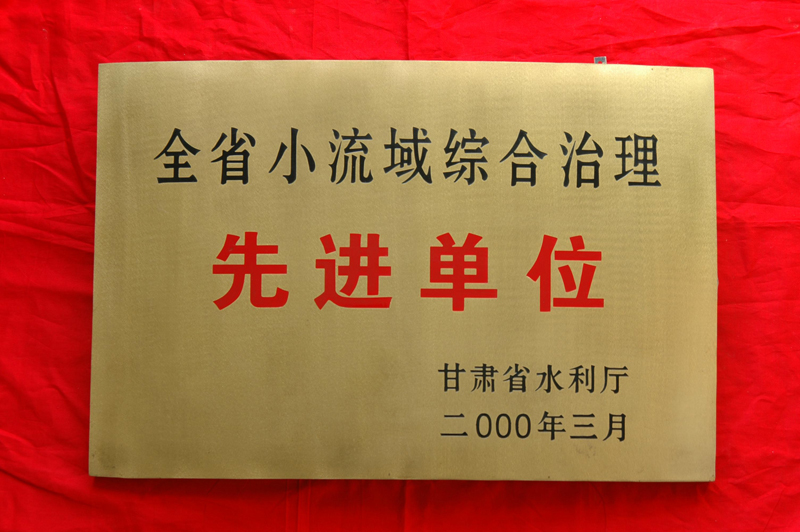 全省小流域综合治理
先进单位
甘肃省水利厅
二000年三月